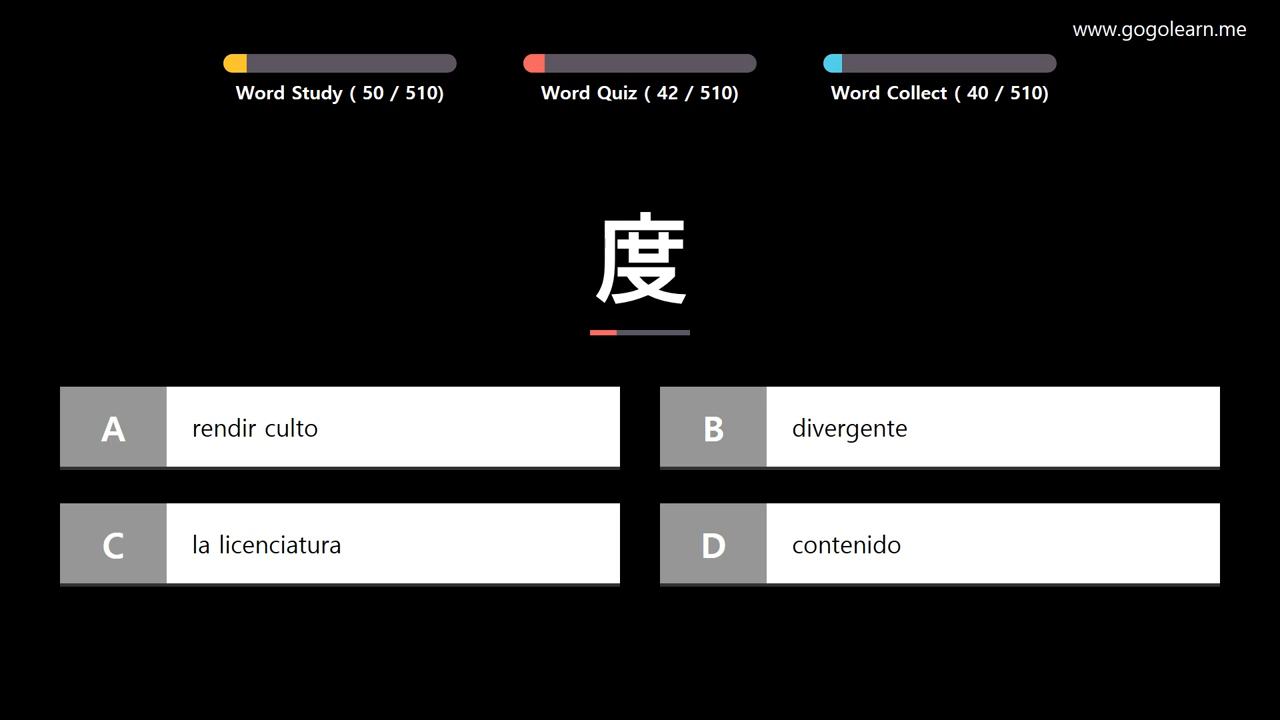 www.gogolearn.me
Word Study ( 50 / 510)
Word Quiz ( 42 / 510)
Word Collect ( 40 / 510)
度
A rendir culto
B divergente
C la licenciatura
D contenido